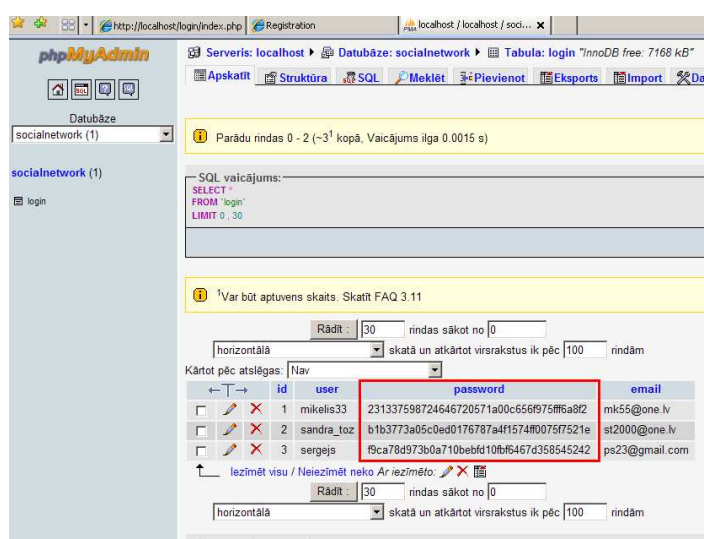 http://localhost/login/index.php
Registration
localhost / localhost / soci...
phpMyAdmin
Datubāze
socialnetwork (1)
socialnetwork (1)
login
Serveris: localhost ▸ Datubāze: socialnetwork ▸ Tabula: login "InnoDB free: 7168 kB"
Apskatīt Struktūra SQL Meklēt Pievienot Eksports Import Da
Parādu rindas 0 - 2 (~3¹ kopā, Vaicājums ilga 0.0015 s)
SQL vaicājums:
SELECT *
FROM `login`
LIMIT 0 , 30
¹Var būt aptuvens skaits. Skatīt FAQ 3.11
Rādīt : 30 rindas sākot no 0
horizontālā skatā un atkārtot virsrakstus ik pēc 100 rindām
Kārtot pēc atslēgas: Nav
←T→ id user password email
1 mikelis33 231337598724646720571a00c656f975fff6a8f2 mk55@one.lv
2 sandra_toz b1b3773a05c0ed0176787a4f1574ff0075f7521e st2000@one.lv
3 sergejs f9ca78d973b0a710bebfd10fbf6467d358545242 ps23@gmail.com
Iezīmēt visu / Neiezīmēt neko Ar iezīmēto:
Rādīt : 30 rindas sākot no 0
horizontālā skatā un atkārtot virsrakstus ik pēc 100 rindām